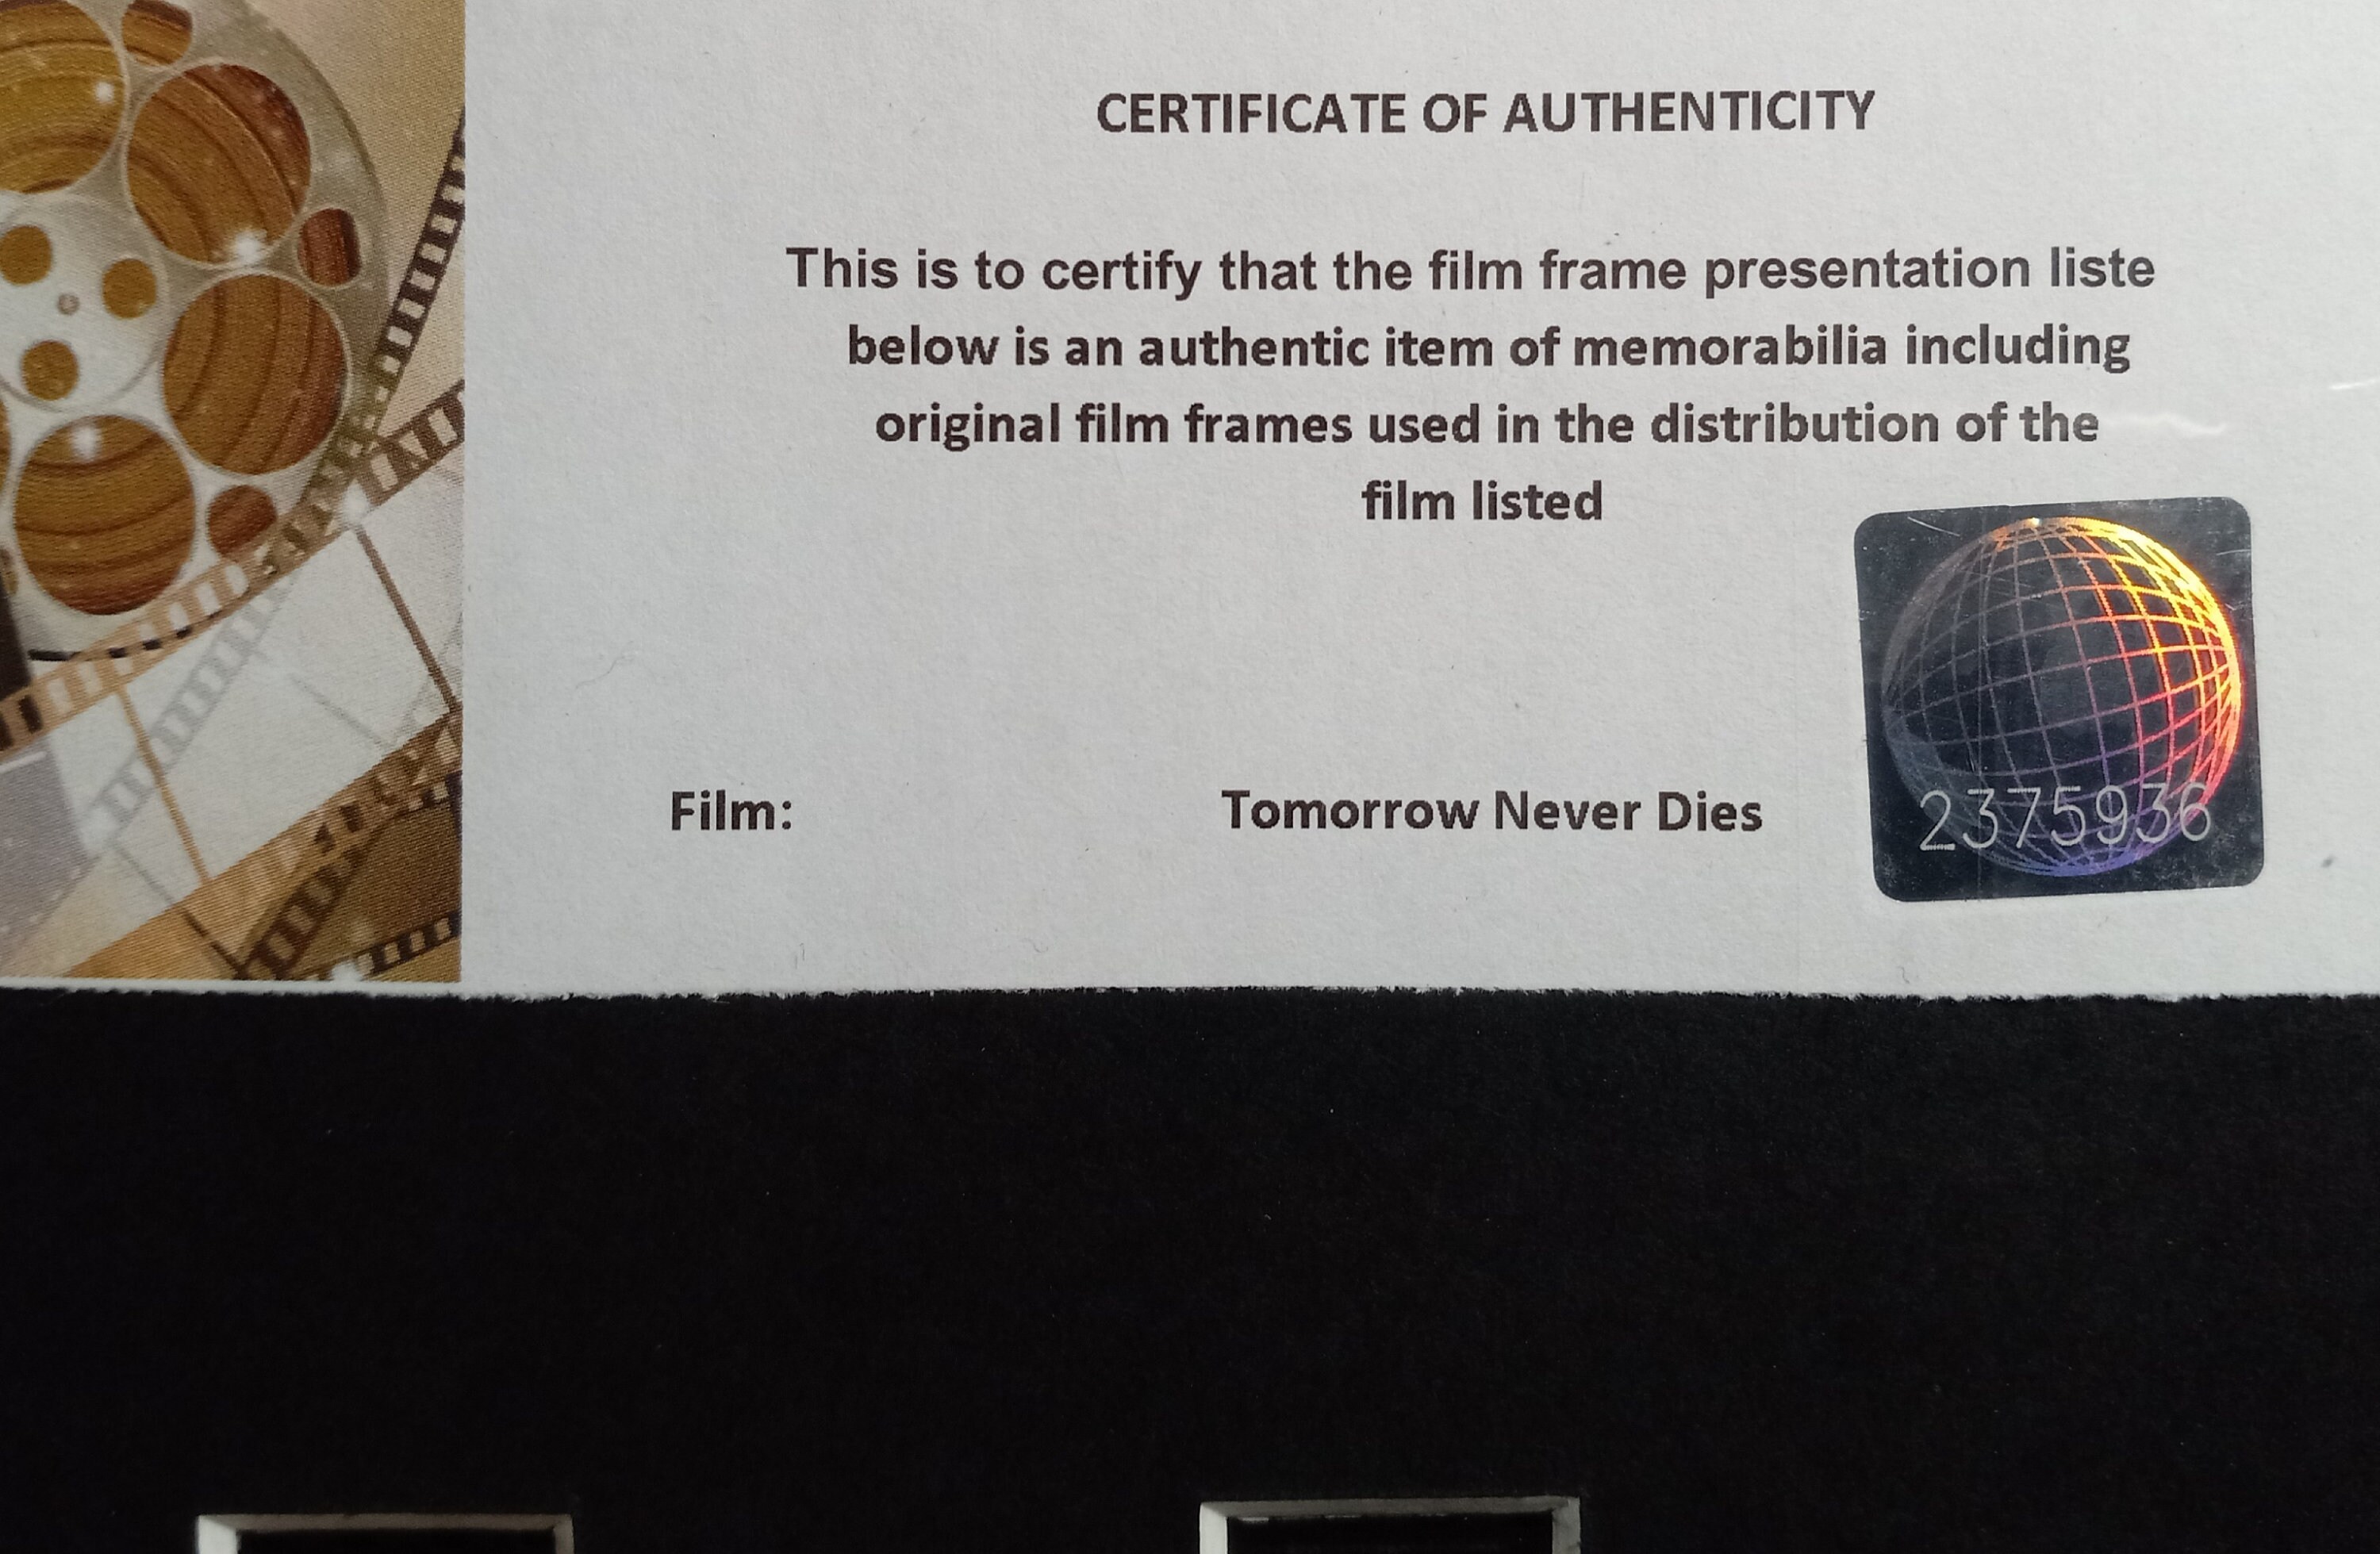 CERTIFICATE OF AUTHENTICITY
This is to certify that the film frame presentation liste
below is an authentic item of memorabilia including
original film frames used in the distribution of the
film listed
Film: Tomorrow Never Dies
2375936